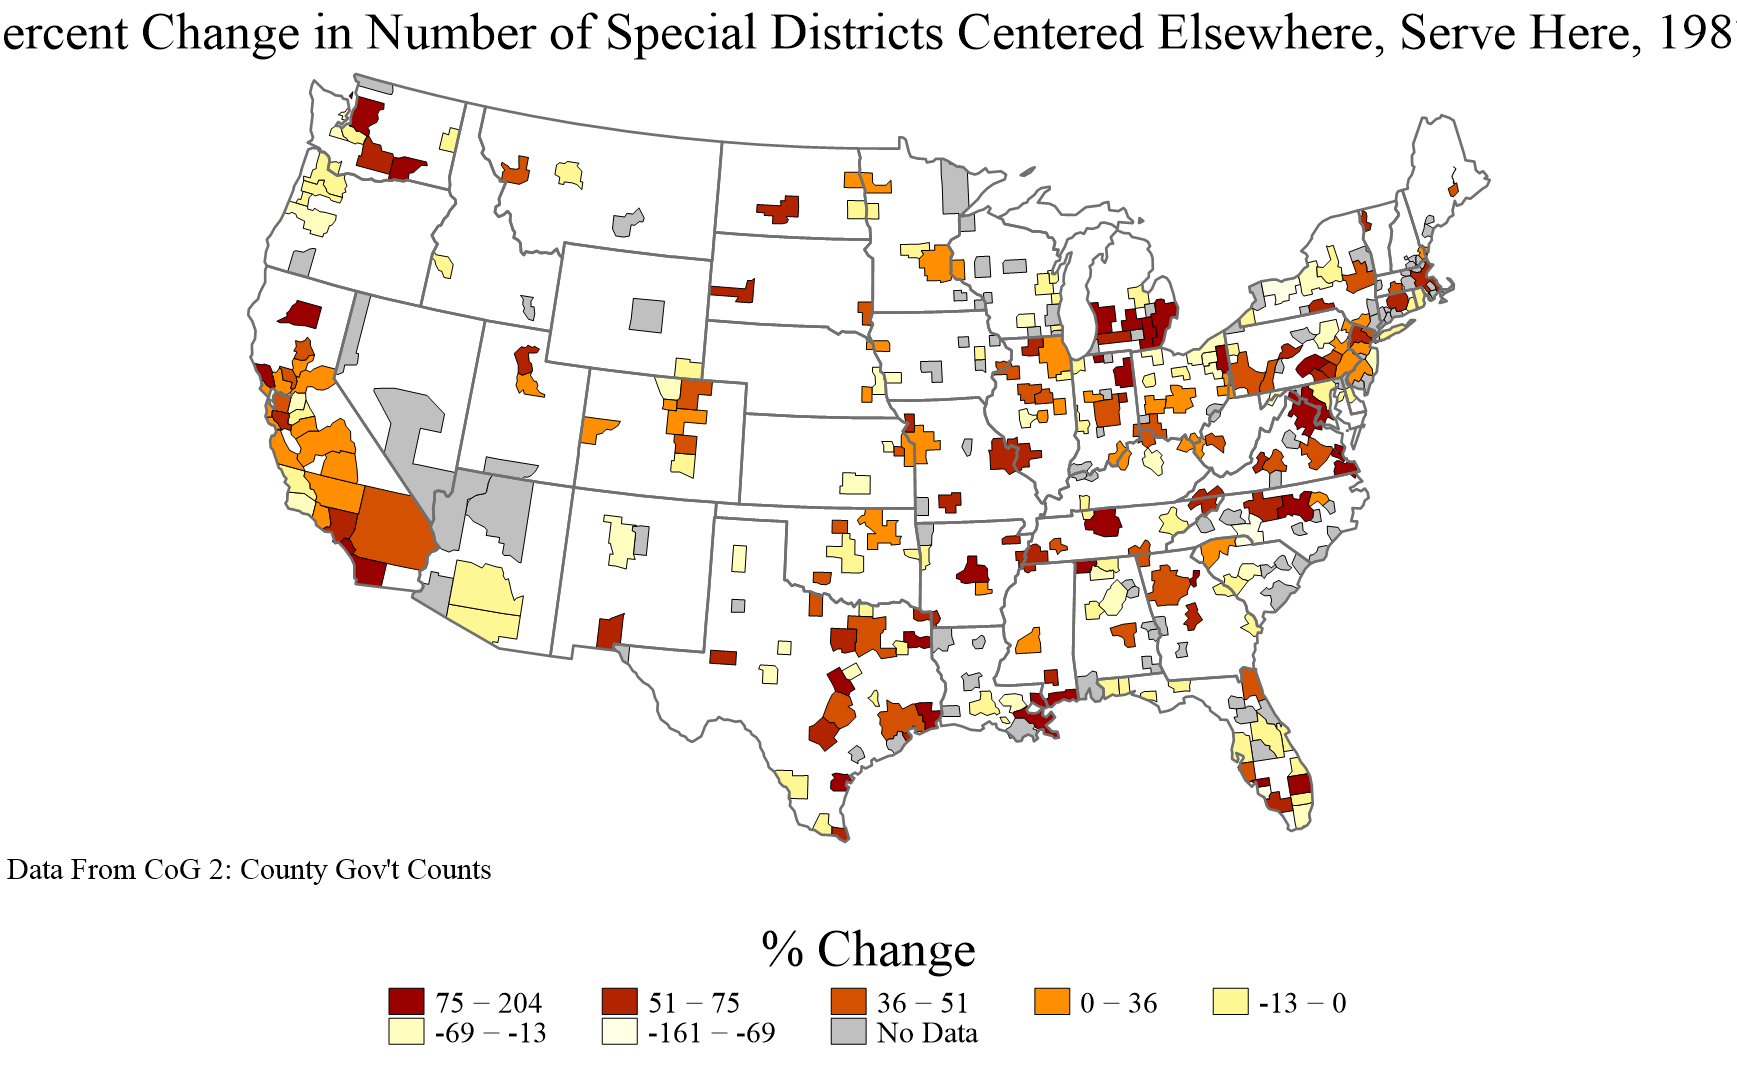 ercent Change in Number of Special Districts Centered Elsewhere, Serve Here, 198
Data From CoG 2: County Gov't Counts
% Change
75 – 204 51 – 75 36 – 51 0 – 36 -13 – 0
-69 – -13 -161 – -69 No Data